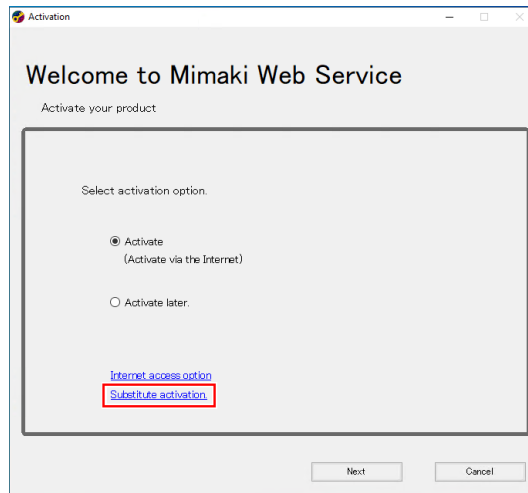 Activation
Welcome to Mimaki Web Service
Activate your product
Select activation option.
Activate
(Activate via the Internet)
Activate later.
Internet access option
Substitute activation.
Next Cancel